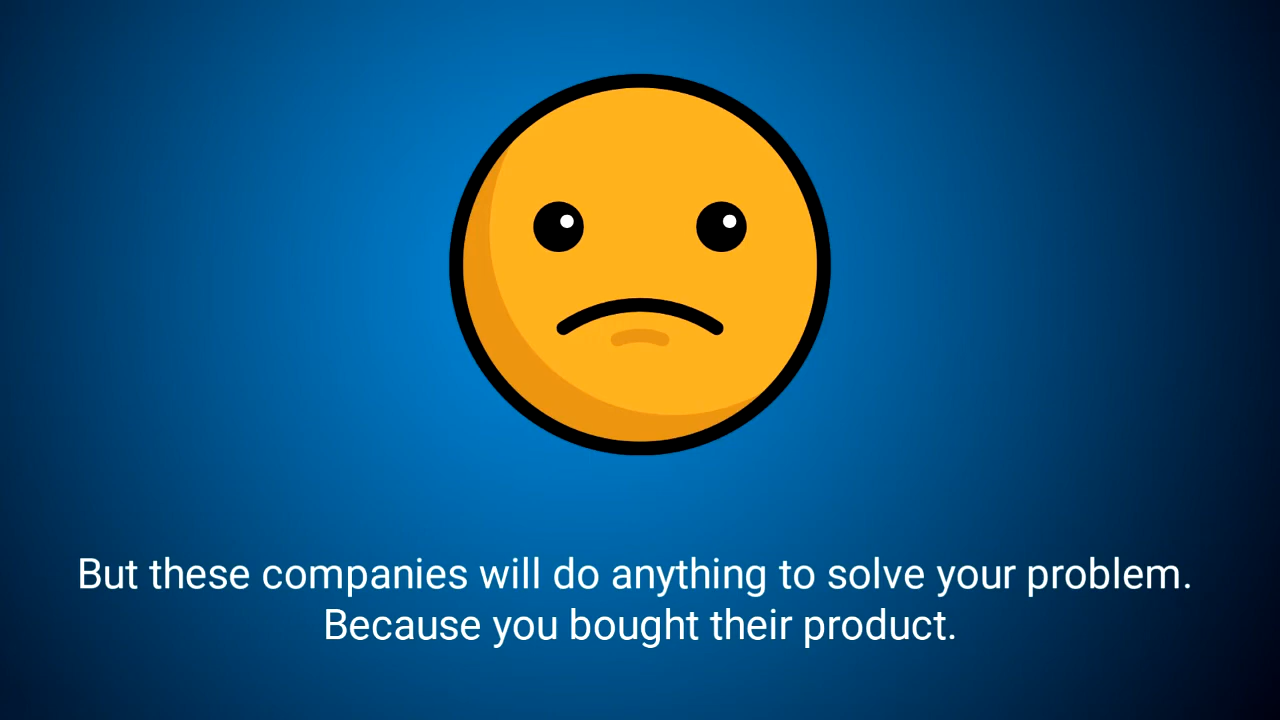 But these companies will do anything to solve your problem.
Because you bought their product.